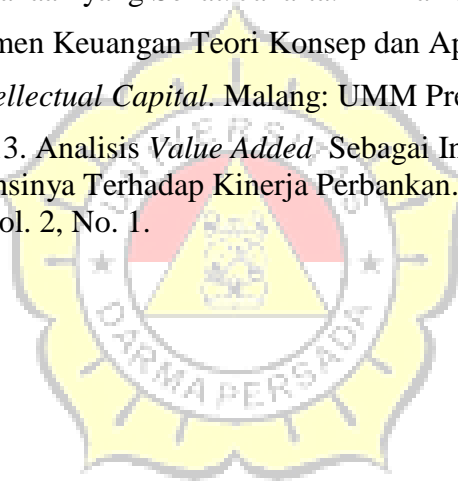 men Keuangan Teori Konsep dan Ap
ellectual Capital. Malang: UMM Pre
3. Analisis Value Added Sebagai In
nsinya Terhadap Kinerja Perbankan.
ol. 2, No. 1.
UNIVERSITAS
DARMA PERSADA